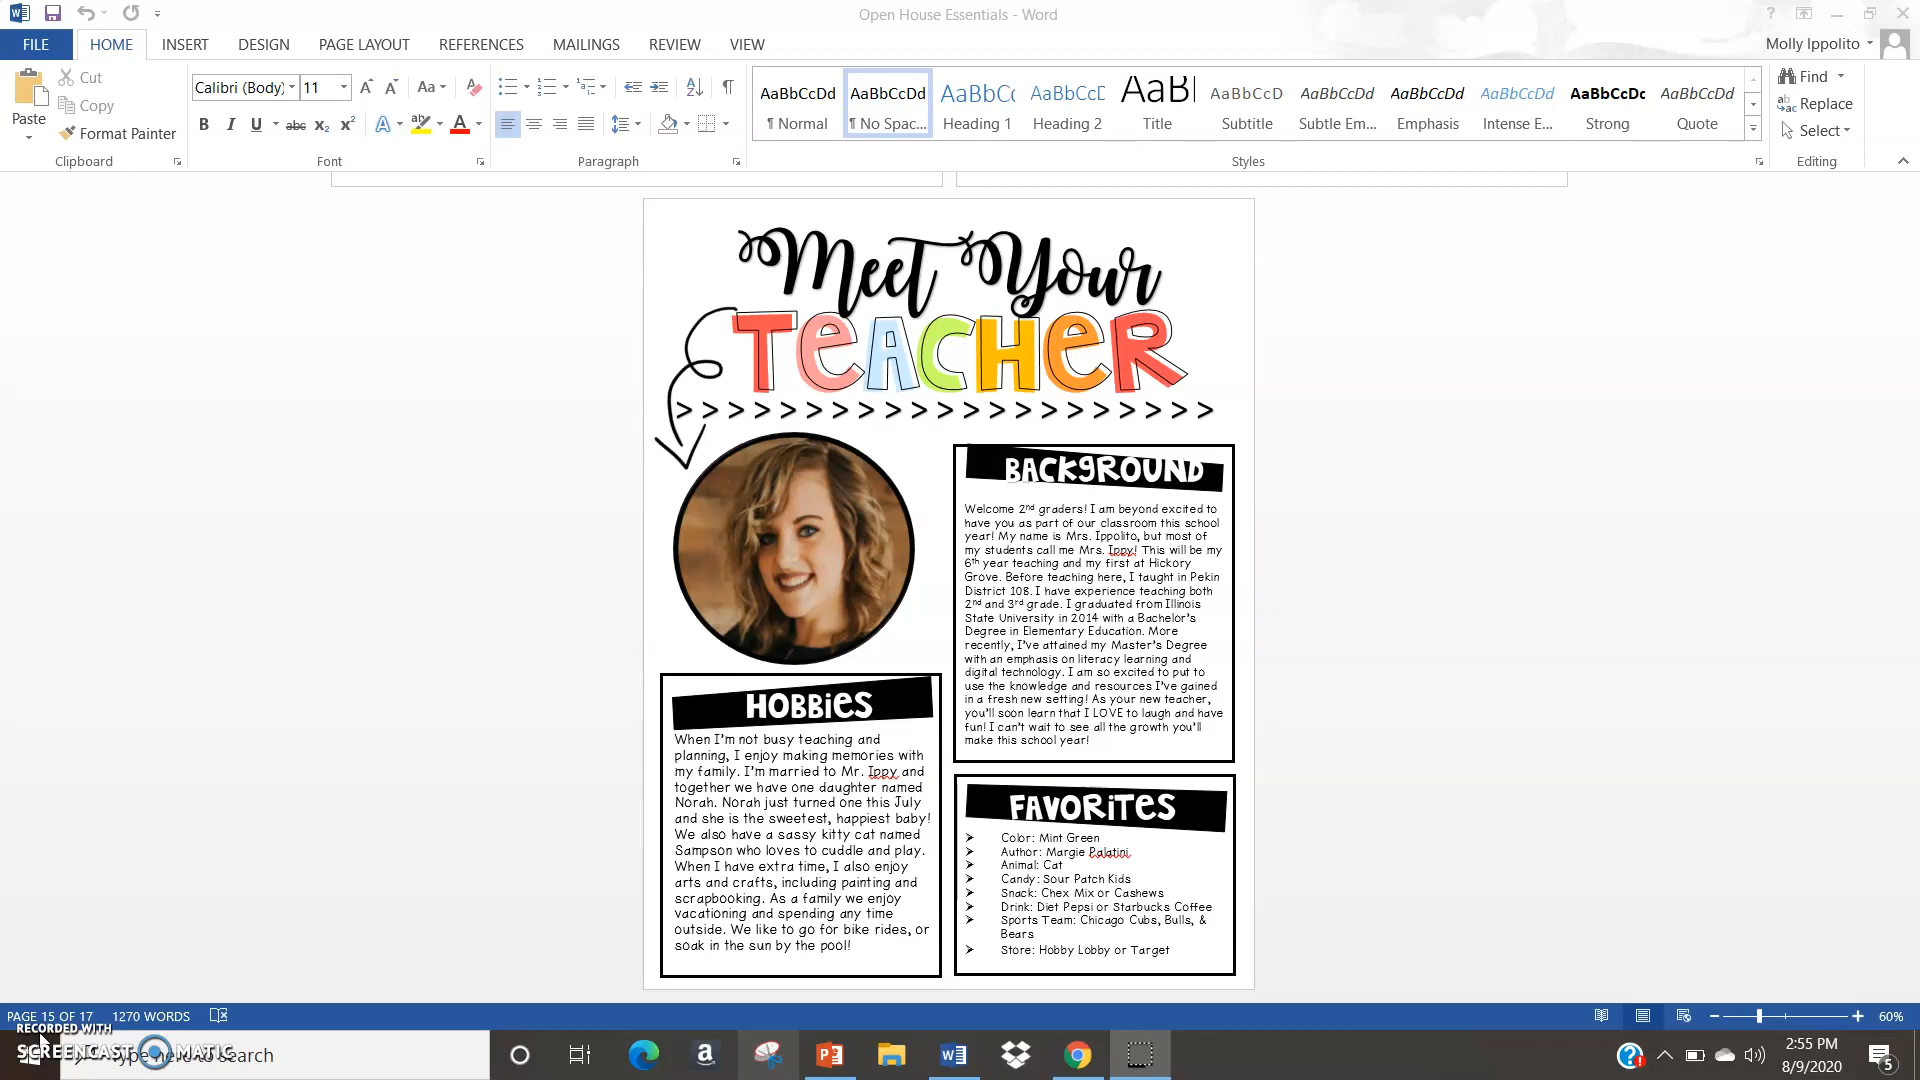 Open House Essentials - Word
FILE HOME INSERT DESIGN PAGE LAYOUT REFERENCES MAILINGS REVIEW VIEW
Molly Ippolito
Paste
Cut
Copy
Format Painter
Clipboard
Calibri (Body) 11
Font
Paragraph
AaBbCcDd AaBbCcDd AaBbCc AaBbCcD AaBl AaBbCcD AaBbCcDd AaBbCcDd AaBbCcDd AaBbCcDc AaBbCcDd
¶ Normal ¶ No Spac... Heading 1 Heading 2 Title Subtitle Subtle Em... Emphasis Intense E... Strong Quote
Styles
Find
Replace
Select
Editing
Meet Your
TeacHeR
> > > > > > > > > > > > > > > > > > > > >
BACKgROUND
Welcome 2nd graders! I am beyond excited to
have you as part of our classroom this school
year! My name is Mrs. Ippolito, but most of
my students call me Mrs. Ippy! This will be my
6th year teaching and my first at Hickory
Grove. Before teaching here, I taught in Pekin
District 108. I have experience teaching both
2nd and 3rd grade. I graduated from Illinois
State University in 2014 with a Bachelor's
Degree in Elementary Education. More
recently, I've attained my Master's Degree
with an emphasis on literacy learning and
digital technology. I am so excited to put to
use the knowledge and resources I've gained
in a fresh new setting! As your new teacher,
you'll soon learn that I LOVE to laugh and have
fun! I can't wait to see all the growth you'll
make this school year!
HOBBieS
When I'm not busy teaching and
planning, I enjoy making memories with
my family. I'm married to Mr. Ippy and
together we have one daughter named
Norah. Norah just turned one this July
and she is the sweetest, happiest baby!
We also have a sassy kitty cat named
Sampson who loves to cuddle and play.
When I have extra time, I also enjoy
arts and crafts, including painting and
scrapbooking. As a family we enjoy
vacationing and spending any time
outside. We like to go for bike rides, or
soak in the sun by the pool!
FAVORiTeS
Color: Mint Green
Author: Margie Palatini
Animal: Cat
Candy: Sour Patch Kids
Snack: Chex Mix or Cashews
Drink: Diet Pepsi or Starbucks Coffee
Sports Team: Chicago Cubs, Bulls, &
Bears
Store: Hobby Lobby or Target
PAGE 15 OF 17 1270 WORDS
60%
RECORDED WITH
SCREENCAST MATIC
Type here to search
2:55 PM
8/9/2020
5